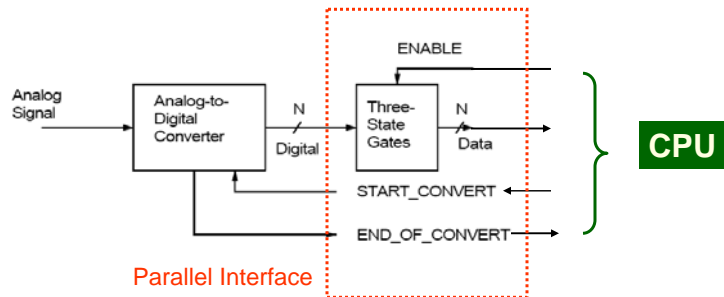 ENABLE
Analog
Signal
Analog-to-
Digital
Converter
N
Digital
Three-
State
Gates
N
Data
CPU
START_CONVERT
END_OF_CONVERT
Parallel Interface